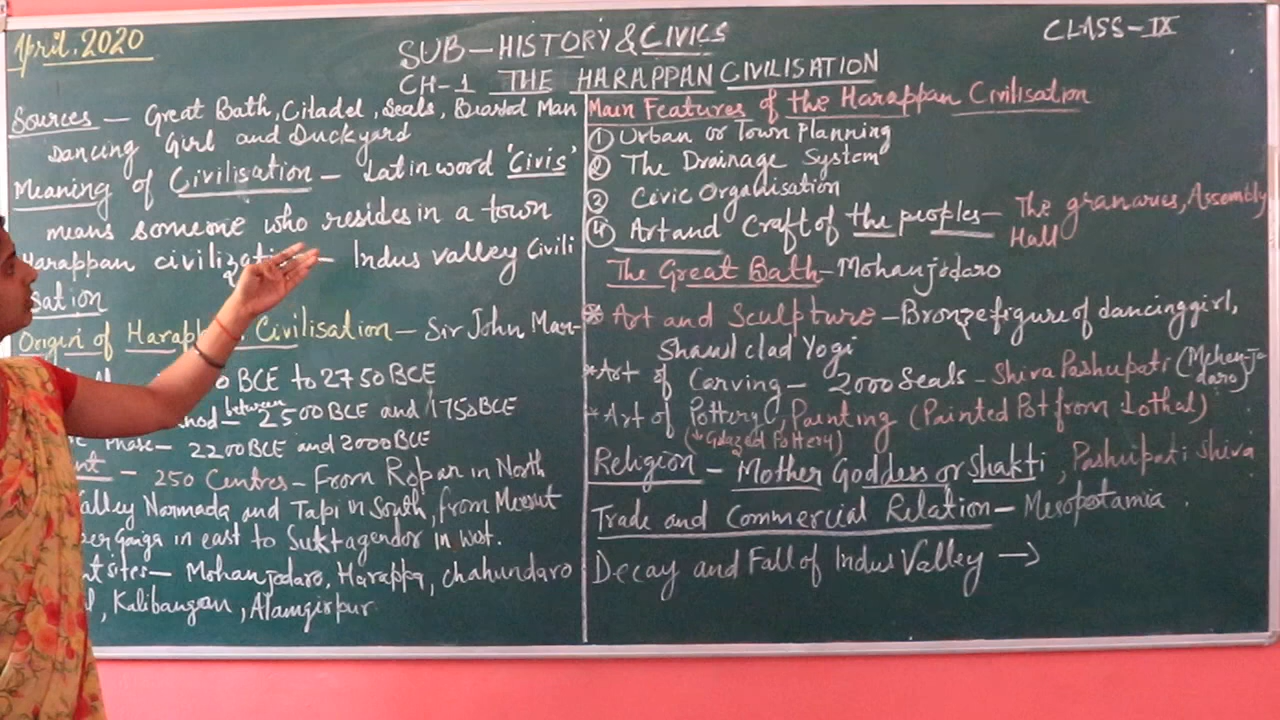 April.2020
SUB-HISTORY & CIVICS
CLASS-IX
CH-1 THE HARAPPAN CIVILISATION
Sources — Great Bath, Citadel, Seals, Bearded Man
Dancing Girl and Duckyard
Meaning of Civilisation — Latin word 'Civis'
means someone who resides in a town
Harappan civilization — Indus valley Civili
sation
Origin of Harappan Civilisation — Sir John Mar-
0 BCE to 2750 BCE
between
2500 BCE and 1750 BCE
Phase — 2200 BCE and 2000 BCE
— 250 Centres — From Ropar in North
valley Normada and Tapi in South, from Meerut
Ganga in east to Suktagendor in West.
sites — Mohanjodaro, Harappa, Chahundaro
Kalibangan, Alamgirpur
Main Features of the Harappan Civilisation
① Urban or Town Planning
② The Drainage System
③ Civic Organisation
④ Art and Craft of the peoples — The granaries, Assembly
Hall
The Great Bath — Mohanjodaro
* Art and Sculpture — Bronze figure of dancing girl,
Shawl clad Yogi
* Art of Carving — 2000 Seals — Shiva Pashupati (Mohenjo-
daro)
* Art of Pottery, Painting (Painted Pot from Lothal)
(↳ Glazed Pottery)
Religion — Mother Goddess or Shakti, Pashupati Shiva
Trade and Commercial Relation — Mesopotamia.
Decay and Fall of Indus Valley →